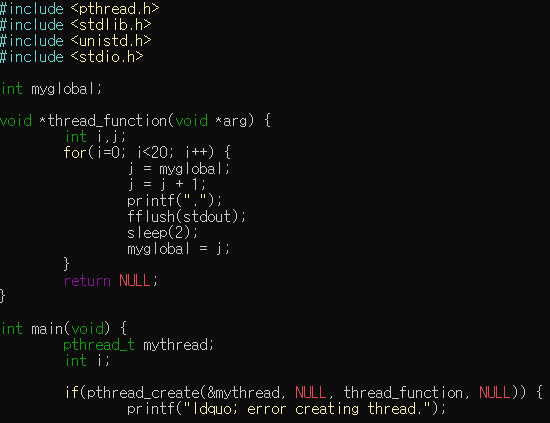 #include <pthread.h>
#include <stdlib.h>
#include <unistd.h>
#include <stdio.h>
int myglobal;
void *thread_function(void *arg) {
int i,j;
for(i=0; i<20; i++) {
j = myglobal;
j = j + 1;
printf(".");
fflush(stdout);
sleep(2);
myglobal = j;
}
return NULL;
}
int main(void) {
pthread_t mythread;
int i;
if(pthread_create(&mythread, NULL, thread_function, NULL)) {
printf("ldquo; error creating thread.");